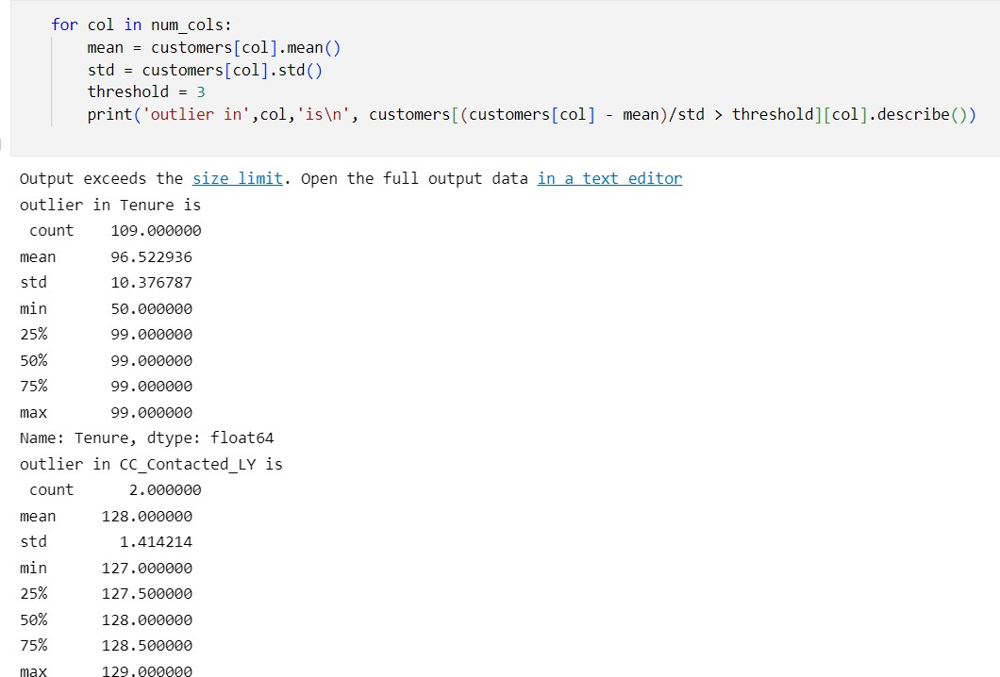 for col in num_cols:
    mean = customers[col].mean()
    std = customers[col].std()
    threshold = 3
    print('outlier in',col,'is\n', customers[(customers[col] - mean)/std > threshold][col].describe())
Output exceeds the size limit. Open the full output data in a text editor
outlier in Tenure is
 count    109.000000
mean      96.522936
std       10.376787
min       50.000000
25%       99.000000
50%       99.000000
75%       99.000000
max       99.000000
Name: Tenure, dtype: float64
outlier in CC_Contacted_LY is
 count      2.000000
mean     128.000000
std        1.414214
min      127.000000
25%      127.500000
50%      128.000000
75%      128.500000
max      129.000000